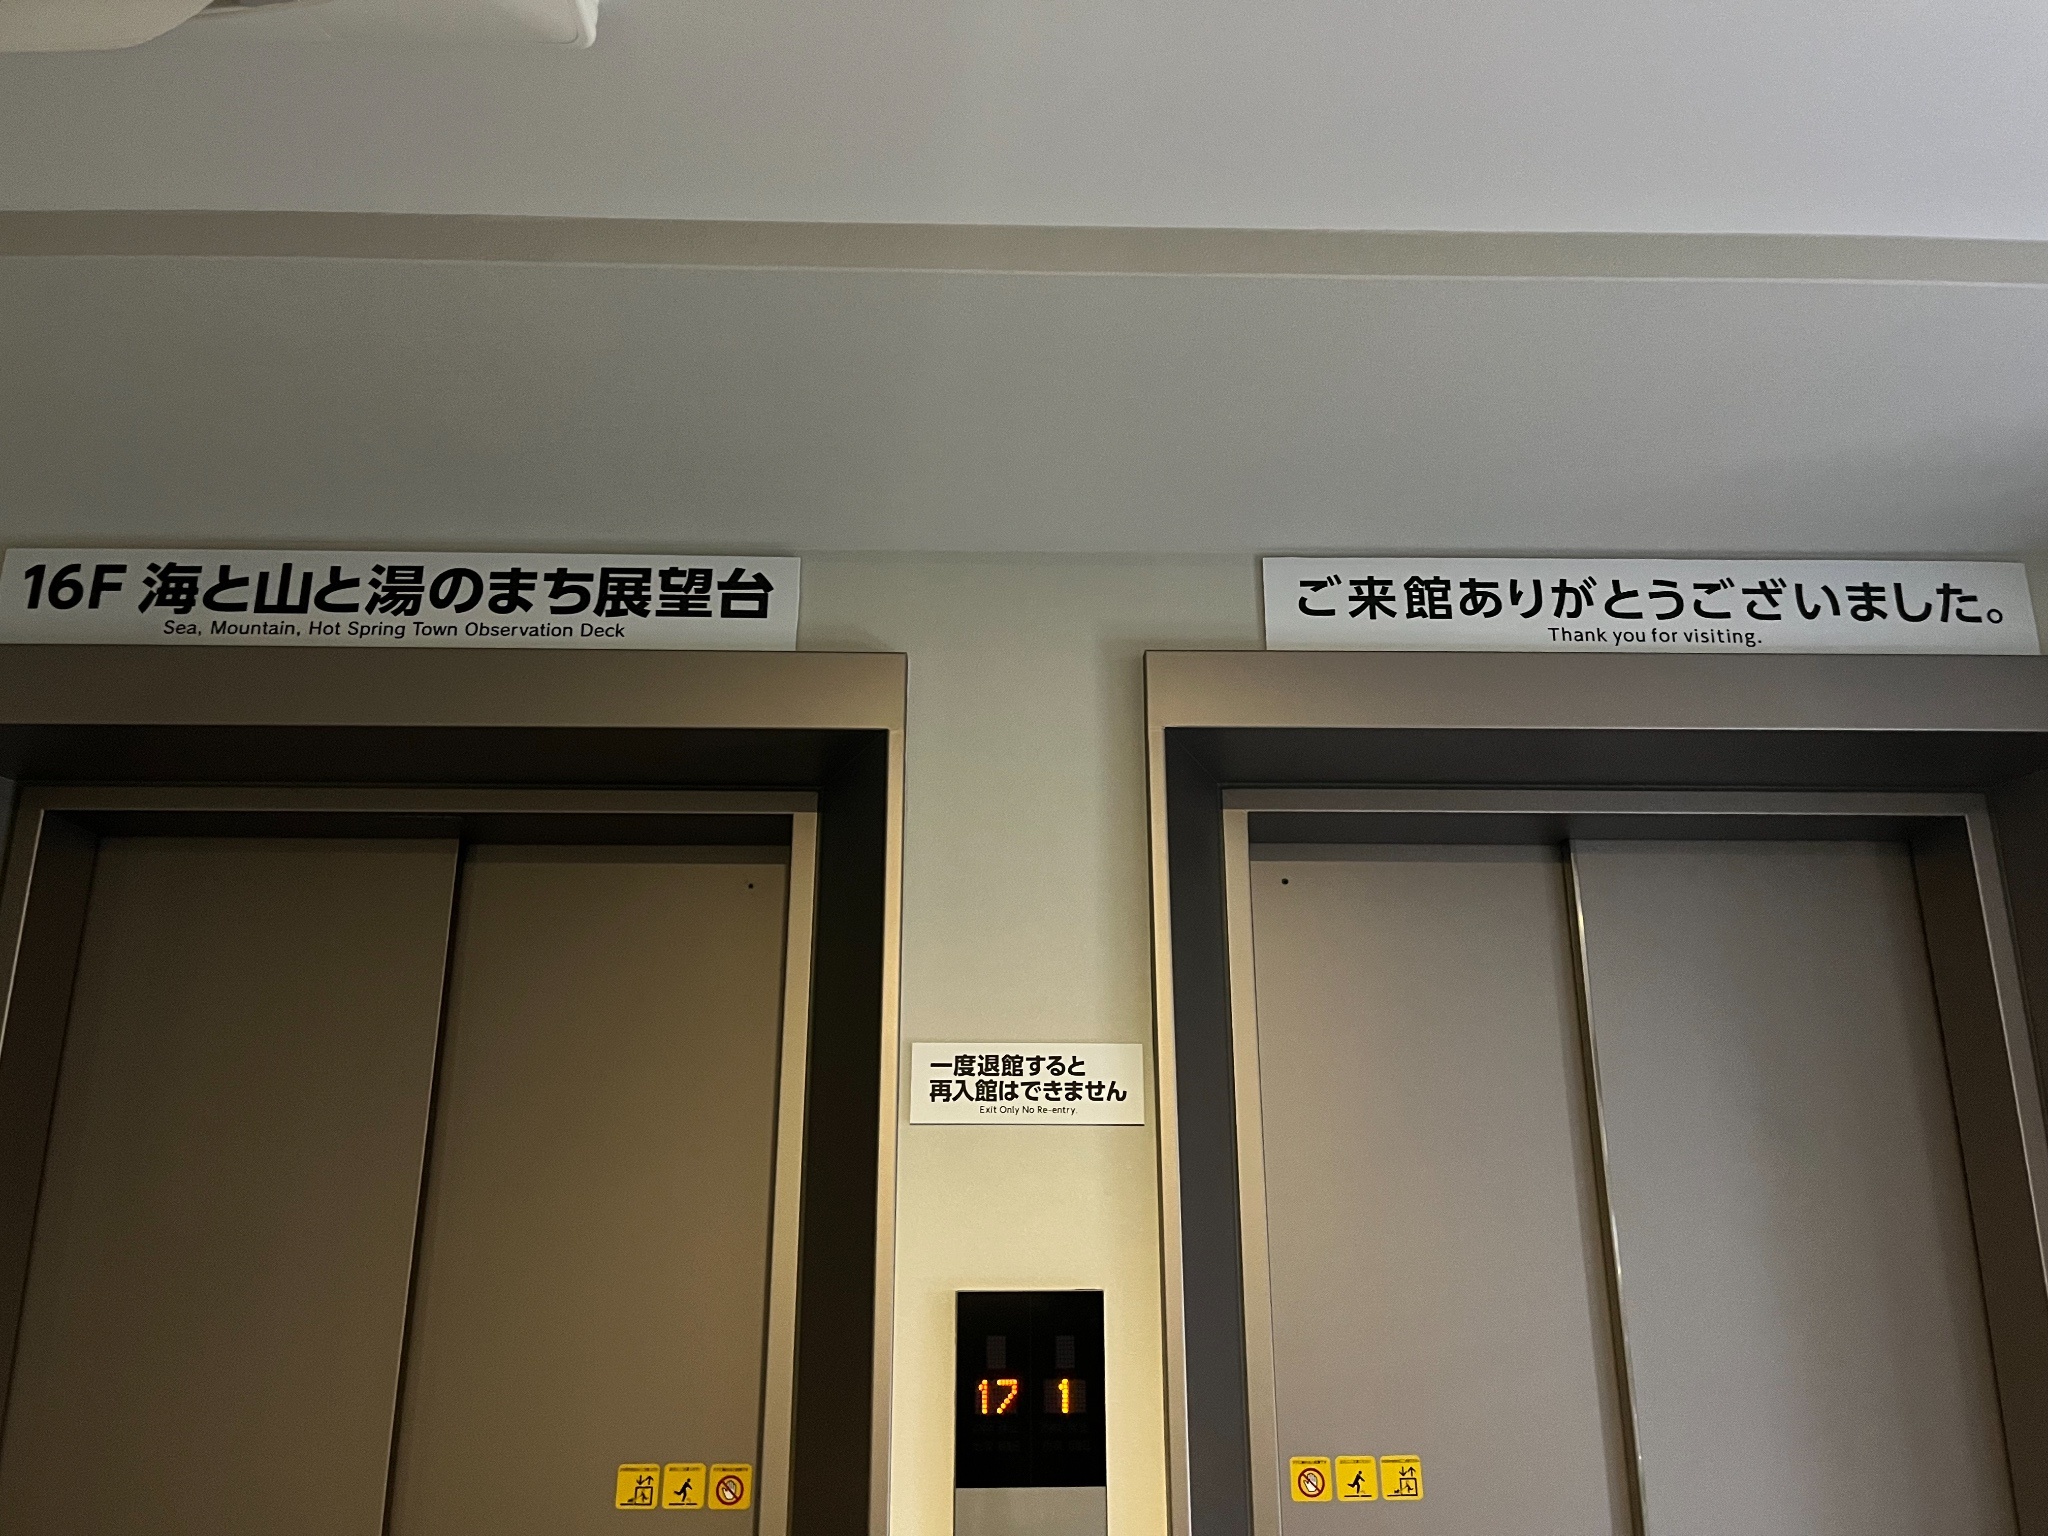 16F 海と山と湯のまち展望台
Sea, Mountain, Hot Spring Town Observation Deck
ご来館ありがとうございました。
Thank you for visiting.
一度退館すると
再入館はできません
Exit Only No Re-entry.
17 1